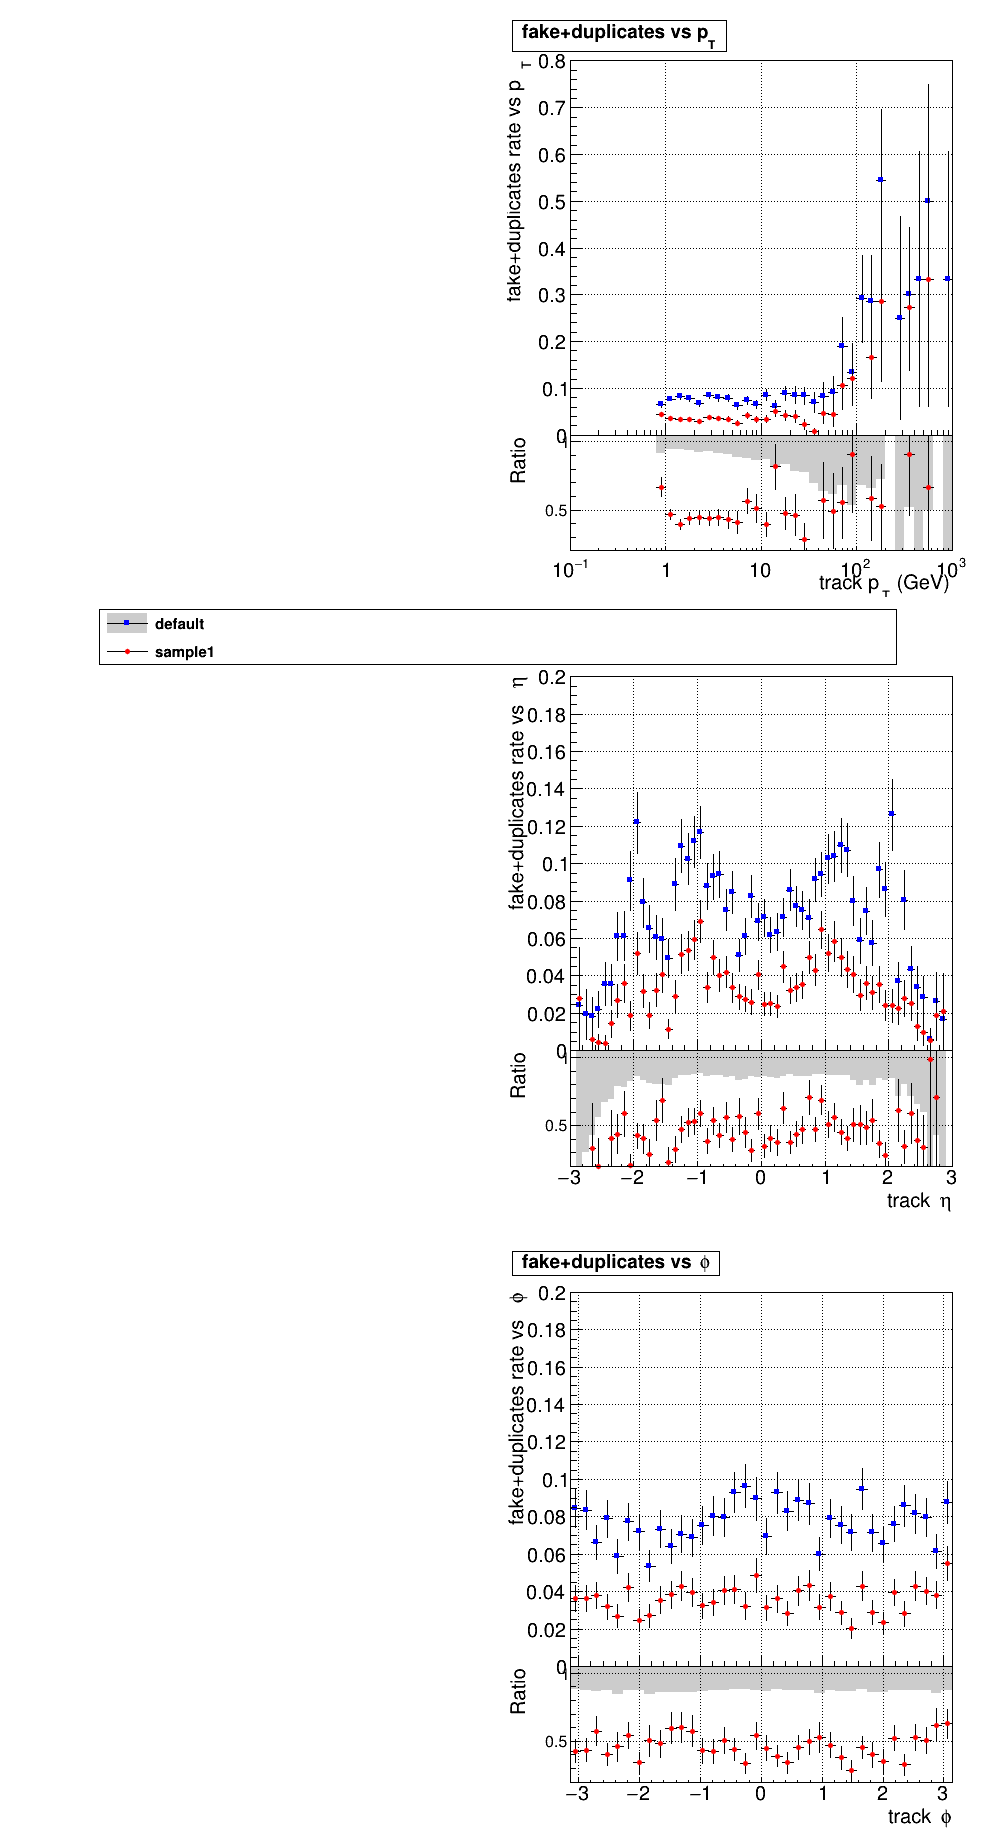 fake+duplicates vs p_T
fake+duplicates rate vs p_T
0.8
0.7
0.6
0.5
0.4
0.3
0.2
0.1
0
Ratio
1
0.5
10^−1
1
10
10^2
10^3
track p_T (GeV)
default
sample1
fake+duplicates rate vs η
0.2
0.18
0.16
0.14
0.12
0.1
0.08
0.06
0.04
0.02
0
Ratio
1
0.5
−3 −2 −1 0 1 2 3
track η
fake+duplicates vs ϕ
fake+duplicates rate vs ϕ
0.2
0.18
0.16
0.14
0.12
0.1
0.08
0.06
0.04
0.02
0
Ratio
1
0.5
−3 −2 −1 0 1 2 3
track ϕ